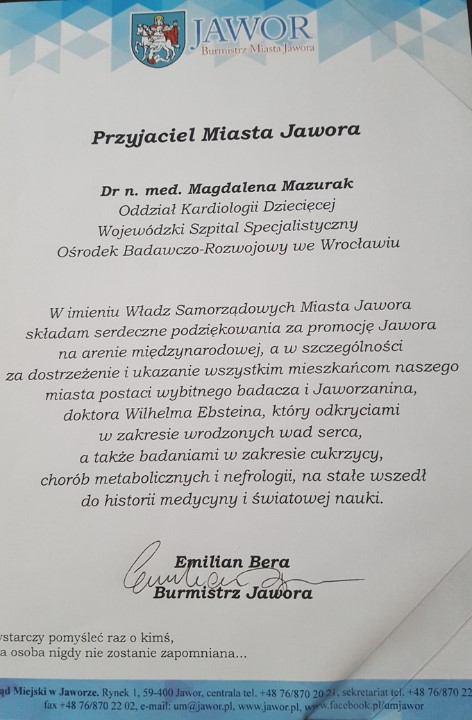 JAWOR
Burmistrz Miasta Jawora
Przyjaciel Miasta Jawora
Dr n. med. Magdalena Mazurak
Oddział Kardiologii Dziecięcej
Wojewódzki Szpital Specjalistyczny
Ośrodek Badawczo-Rozwojowy we Wrocławiu
W imieniu Władz Samorządowych Miasta Jawora
składam serdeczne podziękowania za promocję Jawora
na arenie międzynarodowej, a w szczególności
za dostrzeżenie i ukazanie wszystkim mieszkańcom naszego
miasta postaci wybitnego badacza i Jaworzanina,
doktora Wilhelma Ebsteina, który odkryciami
w zakresie wrodzonych wad serca,
a także badaniami w zakresie cukrzycy,
chorób metabolicznych i nefrologii, na stałe wszedł
do historii medycyny i światowej nauki.
Emilian Bera
Burmistrz Jawora
wystarczy pomyśleć raz o kimś,
a osoba nigdy nie zostanie zapomniana...
ąd Miejski w Jaworze. Rynek 1, 59-400 Jawor, centrala tel. +48 76/870 20 21, sekretariat tel. +48 76/870 22
fax +48 76/870 22 02, e-mail: um@jawor.pl, www.jawor.pl, www.facebook.pl/umjawor